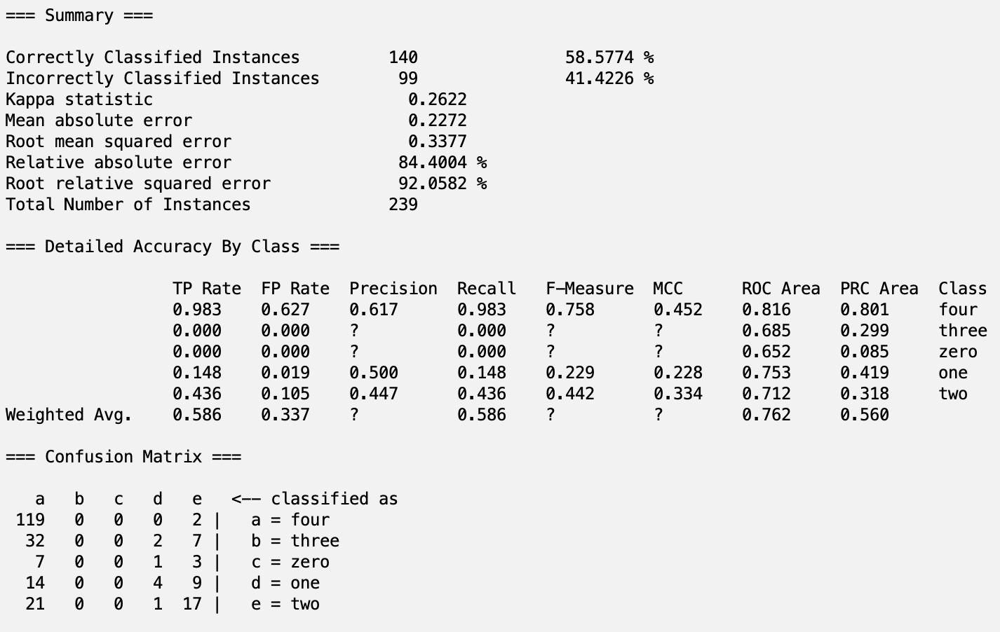 === Summary ===
Correctly Classified Instances 140 58.5774 %
Incorrectly Classified Instances 99 41.4226 %
Kappa statistic 0.2622
Mean absolute error 0.2272
Root mean squared error 0.3377
Relative absolute error 84.4004 %
Root relative squared error 92.0582 %
Total Number of Instances 239
=== Detailed Accuracy By Class ===
TP Rate FP Rate Precision Recall F-Measure MCC ROC Area PRC Area Class
0.983 0.627 0.617 0.983 0.758 0.452 0.816 0.801 four
0.000 0.000 ? 0.000 ? ? 0.685 0.299 three
0.000 0.000 ? 0.000 ? ? 0.652 0.085 zero
0.148 0.019 0.500 0.148 0.229 0.228 0.753 0.419 one
0.436 0.105 0.447 0.436 0.442 0.334 0.712 0.318 two
Weighted Avg. 0.586 0.337 ? 0.586 ? ? 0.762 0.560
=== Confusion Matrix ===
a b c d e <-- classified as
119 0 0 0 2 | a = four
32 0 0 2 7 | b = three
7 0 0 1 3 | c = zero
14 0 0 4 9 | d = one
21 0 0 1 17 | e = two